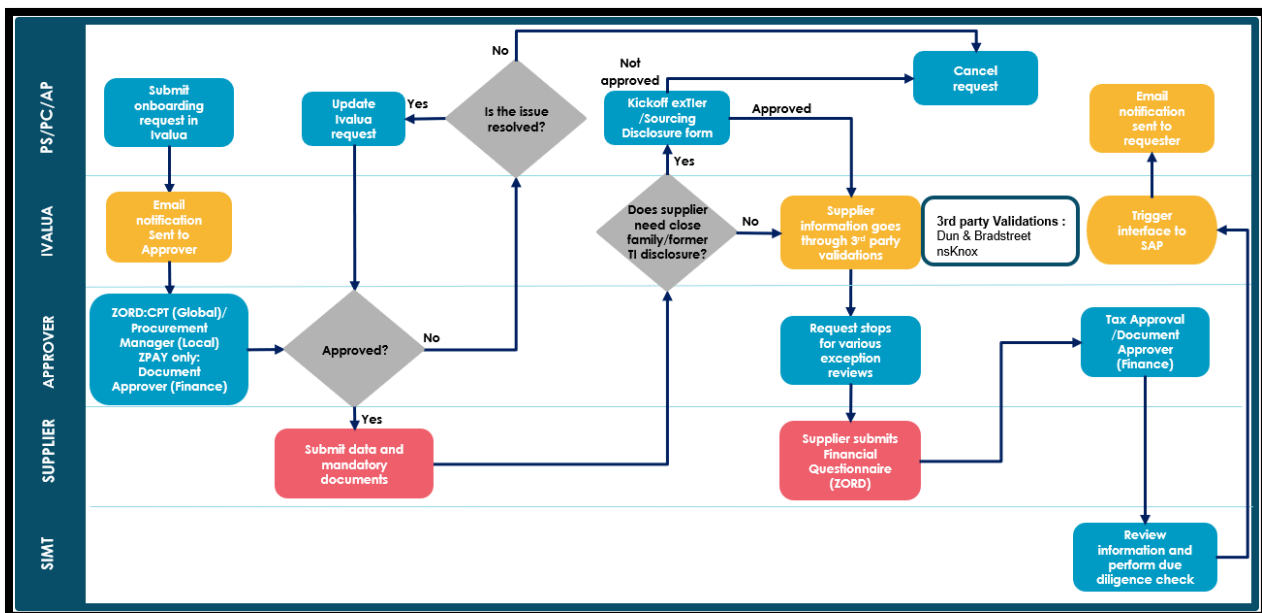 PS/PC/AP
Submit
onboarding
request in
Ivalua
Update
Ivalua
request
Yes
Is the issue
resolved?
No
Not
approved
Kickoff exTIer
/Sourcing
Disclosure form
Approved
Cancel
request
Email
notification
sent to
requester
Yes
IVALUA
Email
notification
Sent to
Approver
Does supplier
need close
family/former
TI disclosure?
No
Supplier
information goes
through 3rd party
validations
3rd party Validations :
Dun & Bradstreet
nsKnox
Trigger
interface to
SAP
APPROVER
ZORD:CPT (Global)/
Procurement
Manager (Local)
ZPAY only:
Document
Approver (Finance)
Approved?
No
Request stops
for various
exception
reviews
Tax Approval
/Document
Approver
(Finance)
Yes
SUPPLIER
Submit data and
mandatory
documents
Supplier submits
Financial
Questionnaire
(ZORD)
SIMT
Review
information and
perform due
diligence check